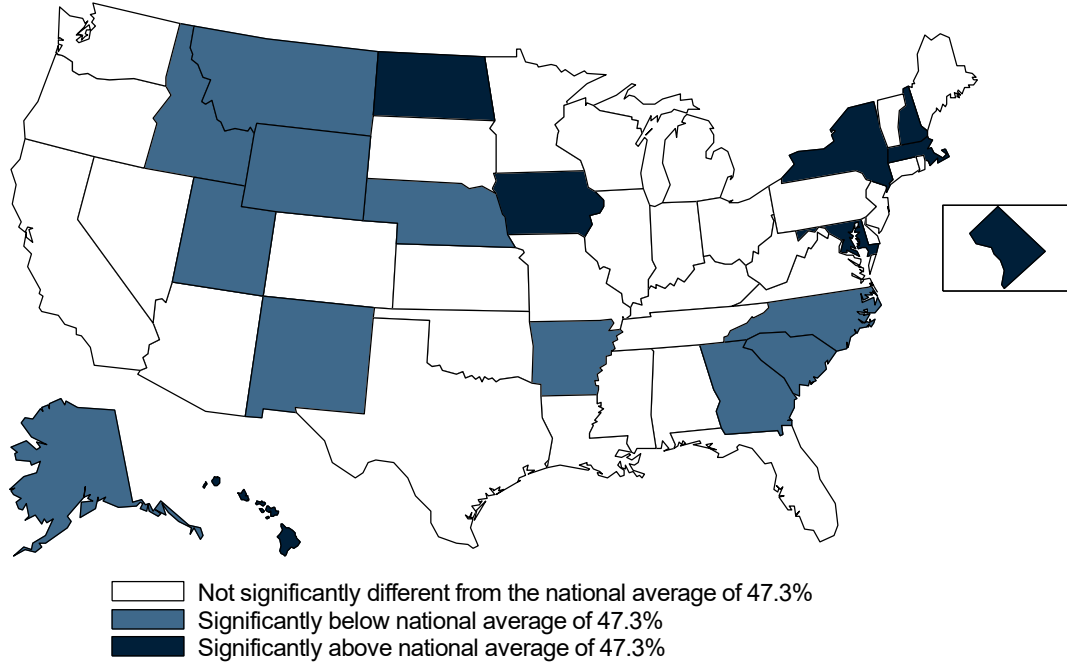 Not significantly different from the national average of 47.3%
Significantly below national average of 47.3%
Significantly above national average of 47.3%